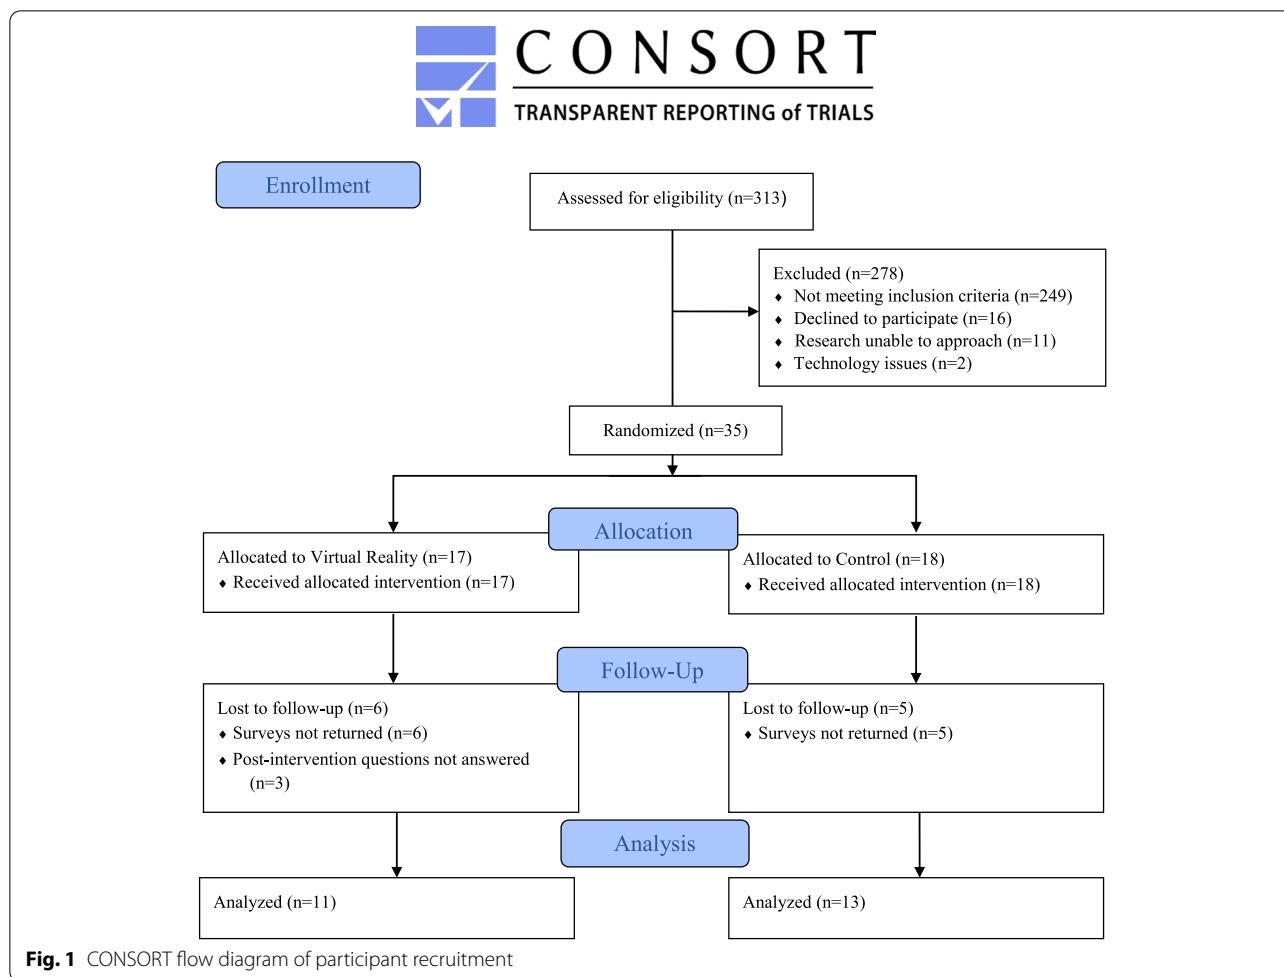 CONSORT
TRANSPARENT REPORTING of TRIALS
Enrollment
Assessed for eligibility (n=313)
Excluded (n=278)
♦ Not meeting inclusion criteria (n=249)
♦ Declined to participate (n=16)
♦ Research unable to approach (n=11)
♦ Technology issues (n=2)
Randomized (n=35)
Allocation
Allocated to Virtual Reality (n=17)
♦ Received allocated intervention (n=17)
Allocated to Control (n=18)
♦ Received allocated intervention (n=18)
Follow-Up
Lost to follow-up (n=6)
♦ Surveys not returned (n=6)
♦ Post-intervention questions not answered
(n=3)
Lost to follow-up (n=5)
♦ Surveys not returned (n=5)
Analysis
Analyzed (n=11)
Analyzed (n=13)
Fig. 1 CONSORT flow diagram of participant recruitment